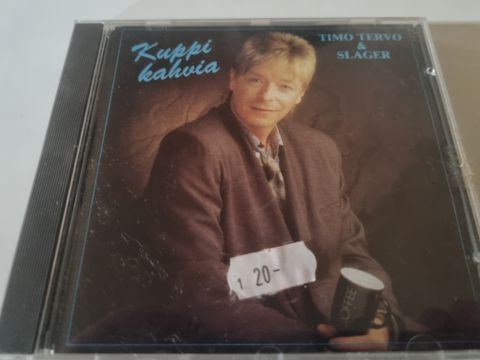 Kuppi
kahvia
TIMO TERVO
&
SLAGER
1 20-